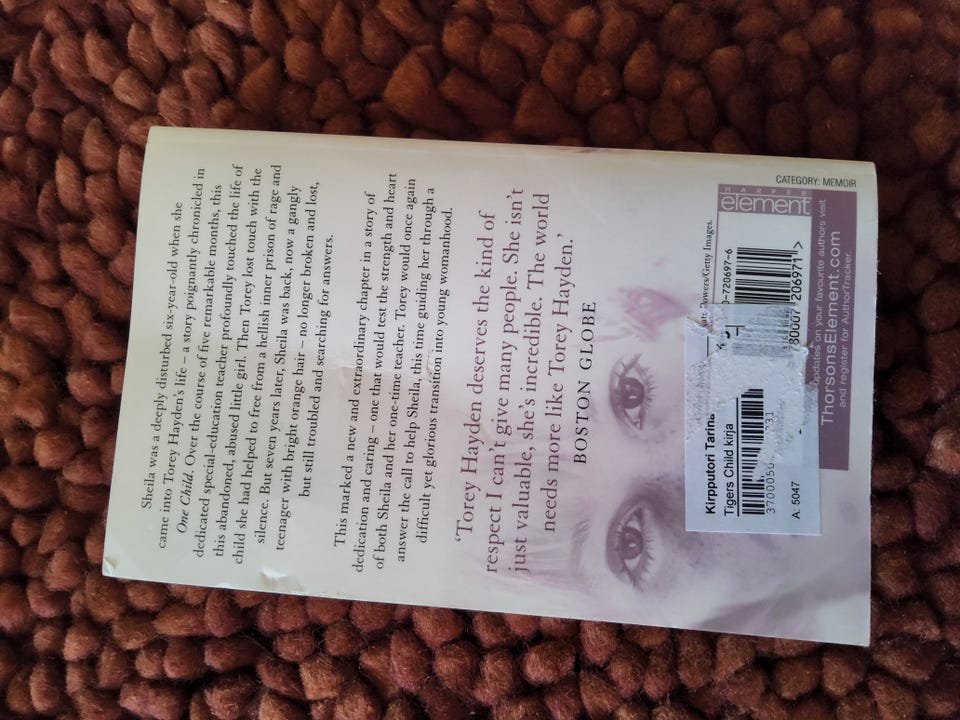 Sheila was a deeply disturbed six-year-old when she
came into Torey Hayden's life – a story poignantly chronicled in
One Child. Over the course of five remarkable months, this
dedicated special-education teacher profoundly touched the life of
this abandoned, abused little girl. Then Torey lost touch with the
child she had helped to free from a hellish inner prison of rage and
silence. But seven years later, Sheila was back, now a gangly
teenager with bright orange hair – no longer broken and lost,
but still troubled and searching for answers.
This marked a new and extraordinary chapter in a story of
dedication and caring – one that would test the strength and heart
of both Sheila and her one-time teacher. Torey would once again
answer the call to help Sheila, this time guiding her through a
difficult yet glorious transition into young womanhood.
'Torey Hayden deserves the kind of
respect I can't give many people. She isn't
just valuable, she's incredible. The world
needs more like Torey Hayden.'
BOSTON GLOBE
Images.
Kirpputori Tarina
Tigers Child.kirja
A: 5047
-720697-6
206971 >
CATEGORY: MEMOIR
HARPER
element
updates on your favourite authors visit
ThorsonsElement.com
and register for AuthorTracker.